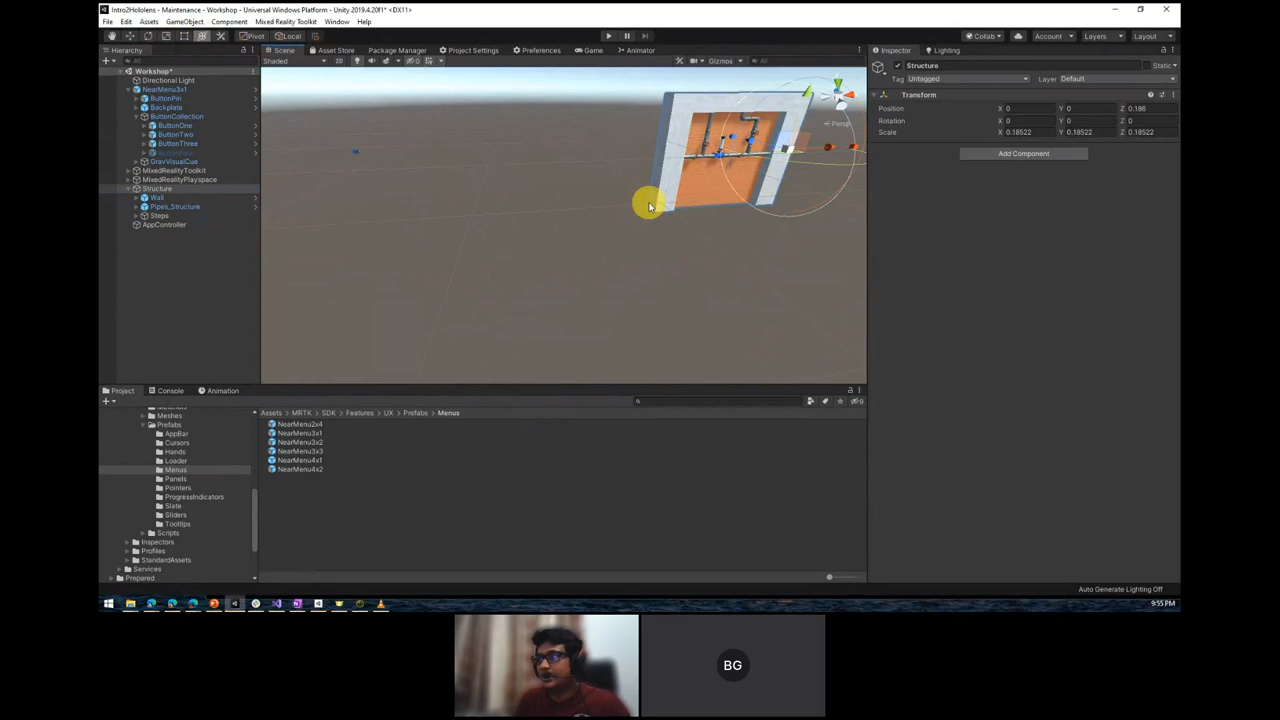 Intro2Hololens - Maintenance - Workshop - Universal Windows Platform - Unity 2019.4.20f1* <DX11>
File Edit Assets GameObject Component Mixed Reality Toolkit Window Help
Pivot Local Collab Account Layers Layout
Hierarchy Scene Asset Store Package Manager Project Settings Preferences Game Animator Inspector Lighting
All Shaded 2D 0 Gizmos All
Structure Static
Tag Untagged Layer Default
Transform
Position X 0 Y 0 Z 0.186
Rotation X 0 Y 0 Z 0
Scale X 0.18522 Y 0.18522 Z 0.18522
Add Component
Workshop*
Directional Light
NearMenu3x1
ButtonPin
Backplate
ButtonCollection
ButtonOne
ButtonTwo
ButtonThree
GravVisualCue
MixedRealityToolkit
MixedRealityPlayspace
Structure
Wall
Pipes_Structure
Steps
AppController
Persp
Project Console Animation
9
Assets MRTK SDK Features UX Prefabs Menus
Meshes
Prefabs
AppBar
Cursors
Hands
Loader
Menus
Panels
Pointers
ProgressIndicators
Slate
Sliders
Tooltips
Scripts
Inspectors
Profiles
StandardAssets
Services
Prepared
NearMenu2x4
NearMenu3x1
NearMenu3x2
NearMenu3x3
NearMenu4x1
NearMenu4x2
Auto Generate Lighting Off
9:55 PM
BG